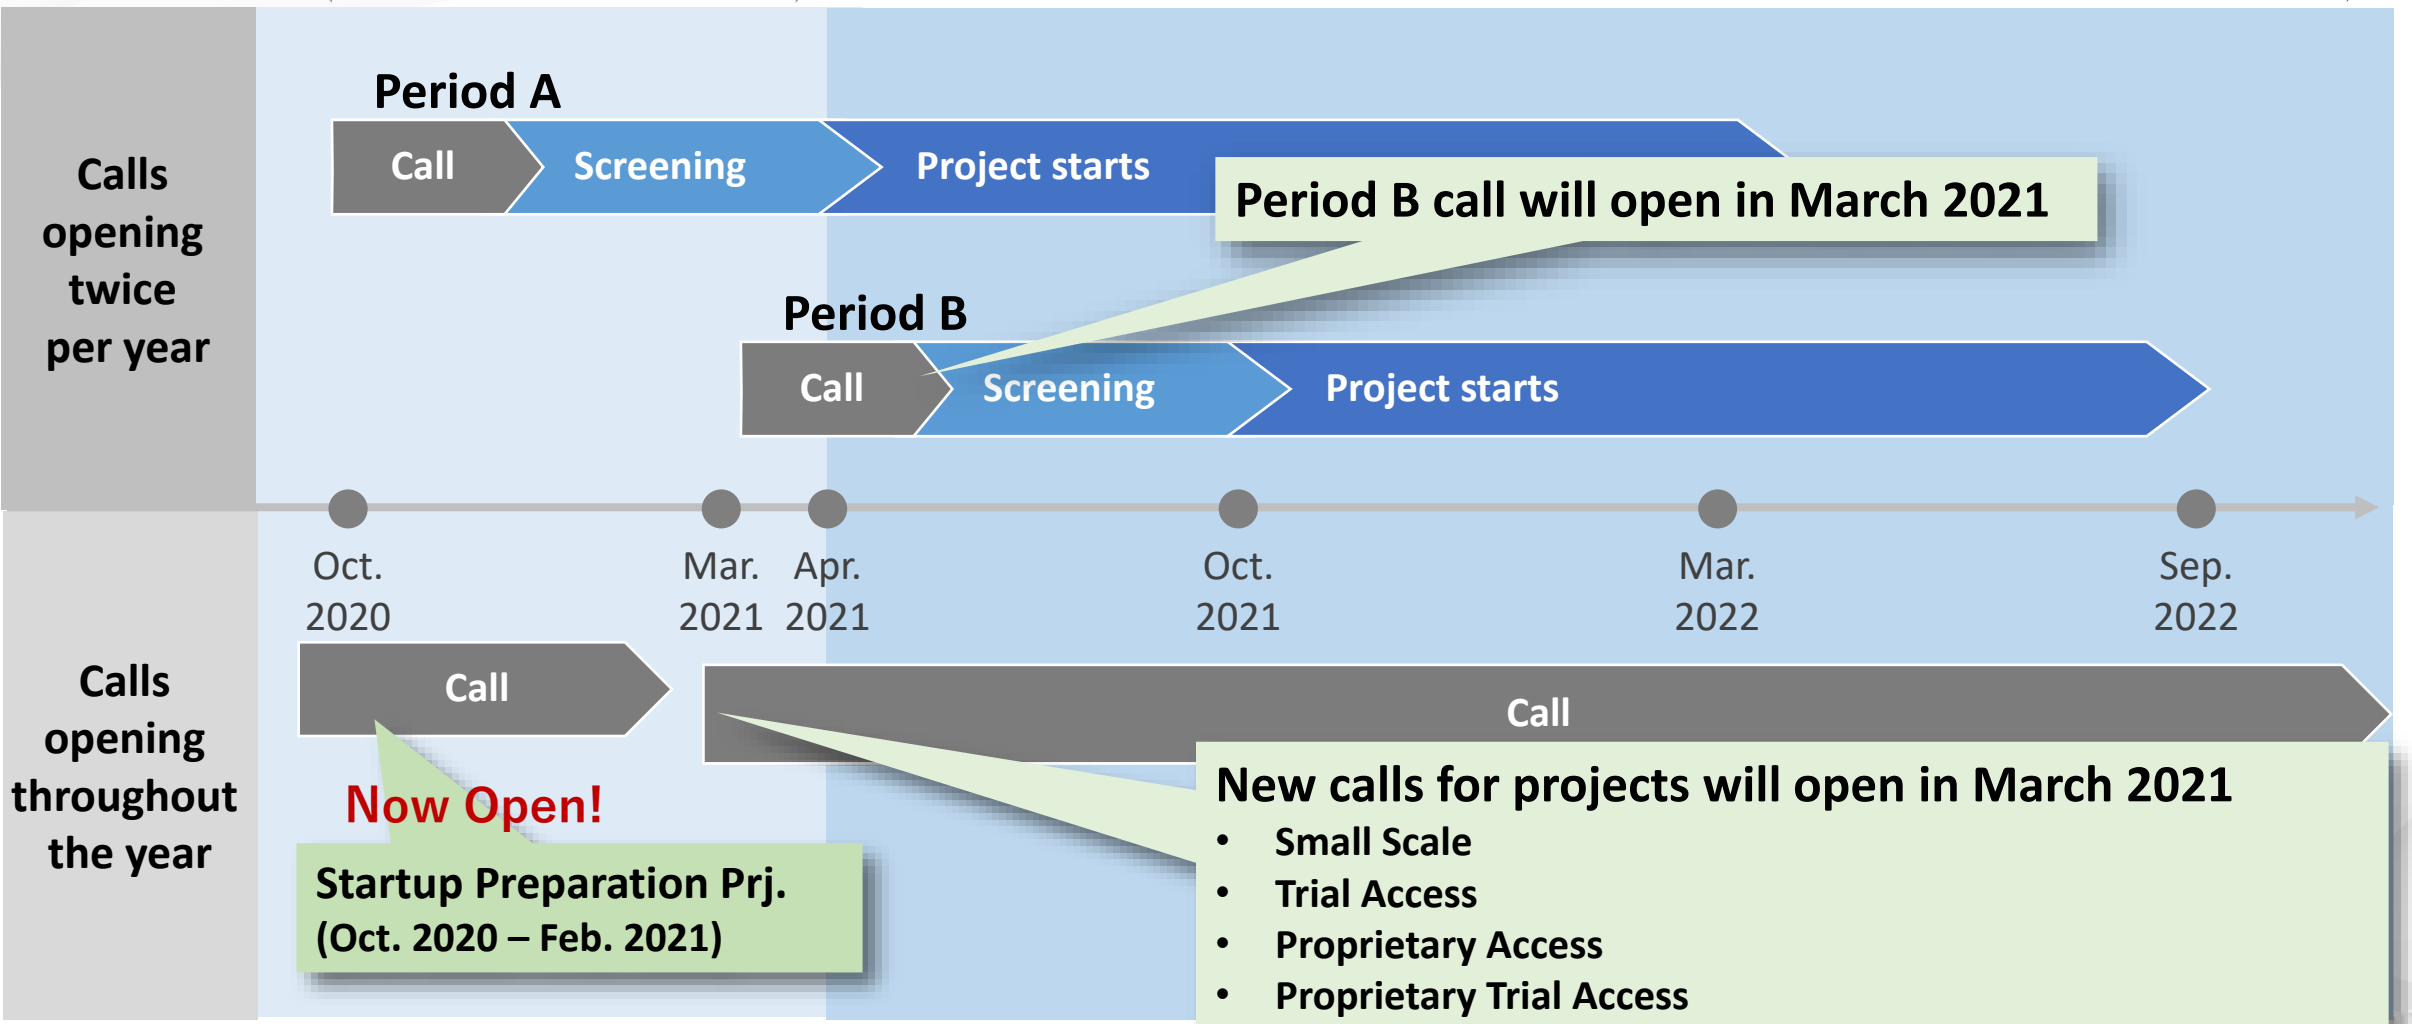 Calls
opening
twice
per year
Period A
Call
Screening
Project starts
Period B call will open in March 2021
Period B
Call
Screening
Project starts
Oct.
2020
Mar.
2021
Apr.
2021
Oct.
2021
Mar.
2022
Sep.
2022
Calls
opening
throughout
the year
Call
Call
Now Open!
Startup Preparation Prj.
(Oct. 2020 – Feb. 2021)
New calls for projects will open in March 2021
• Small Scale
• Trial Access
• Proprietary Access
• Proprietary Trial Access